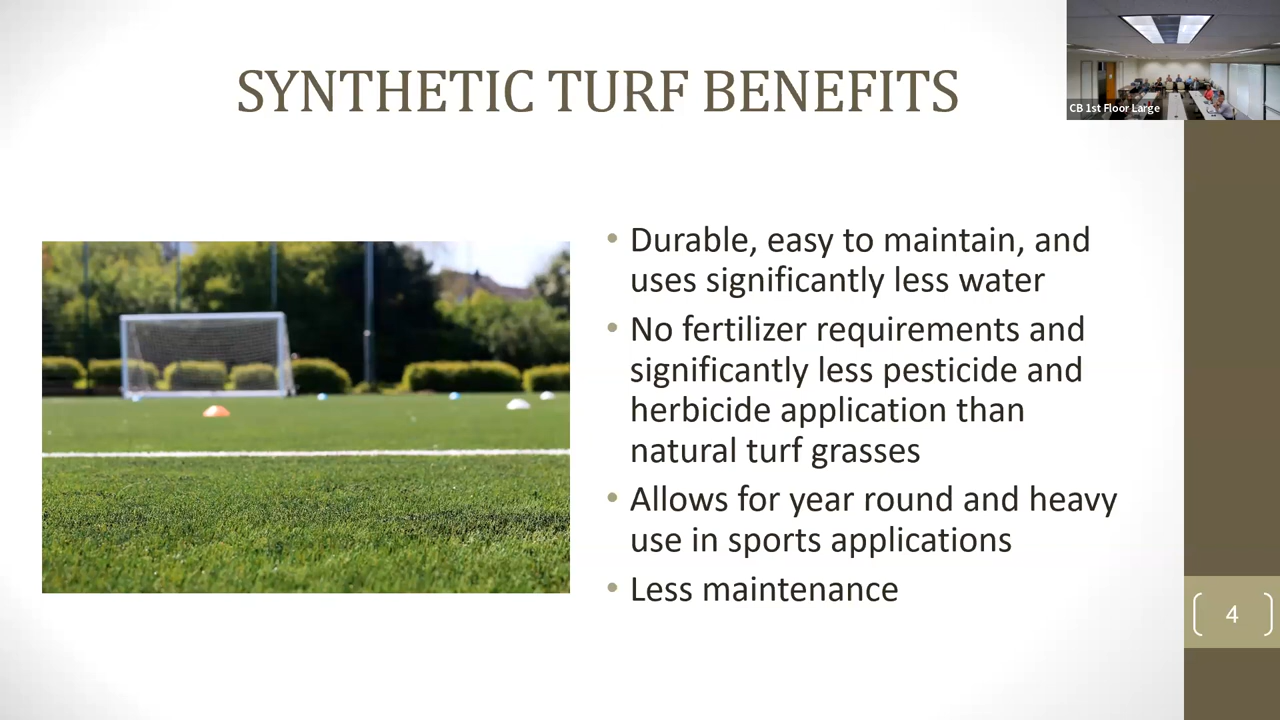 SYNTHETIC TURF BENEFITS
CB 1st Floor Large
• Durable, easy to maintain, and
uses significantly less water
• No fertilizer requirements and
significantly less pesticide and
herbicide application than
natural turf grasses
• Allows for year round and heavy
use in sports applications
• Less maintenance
4